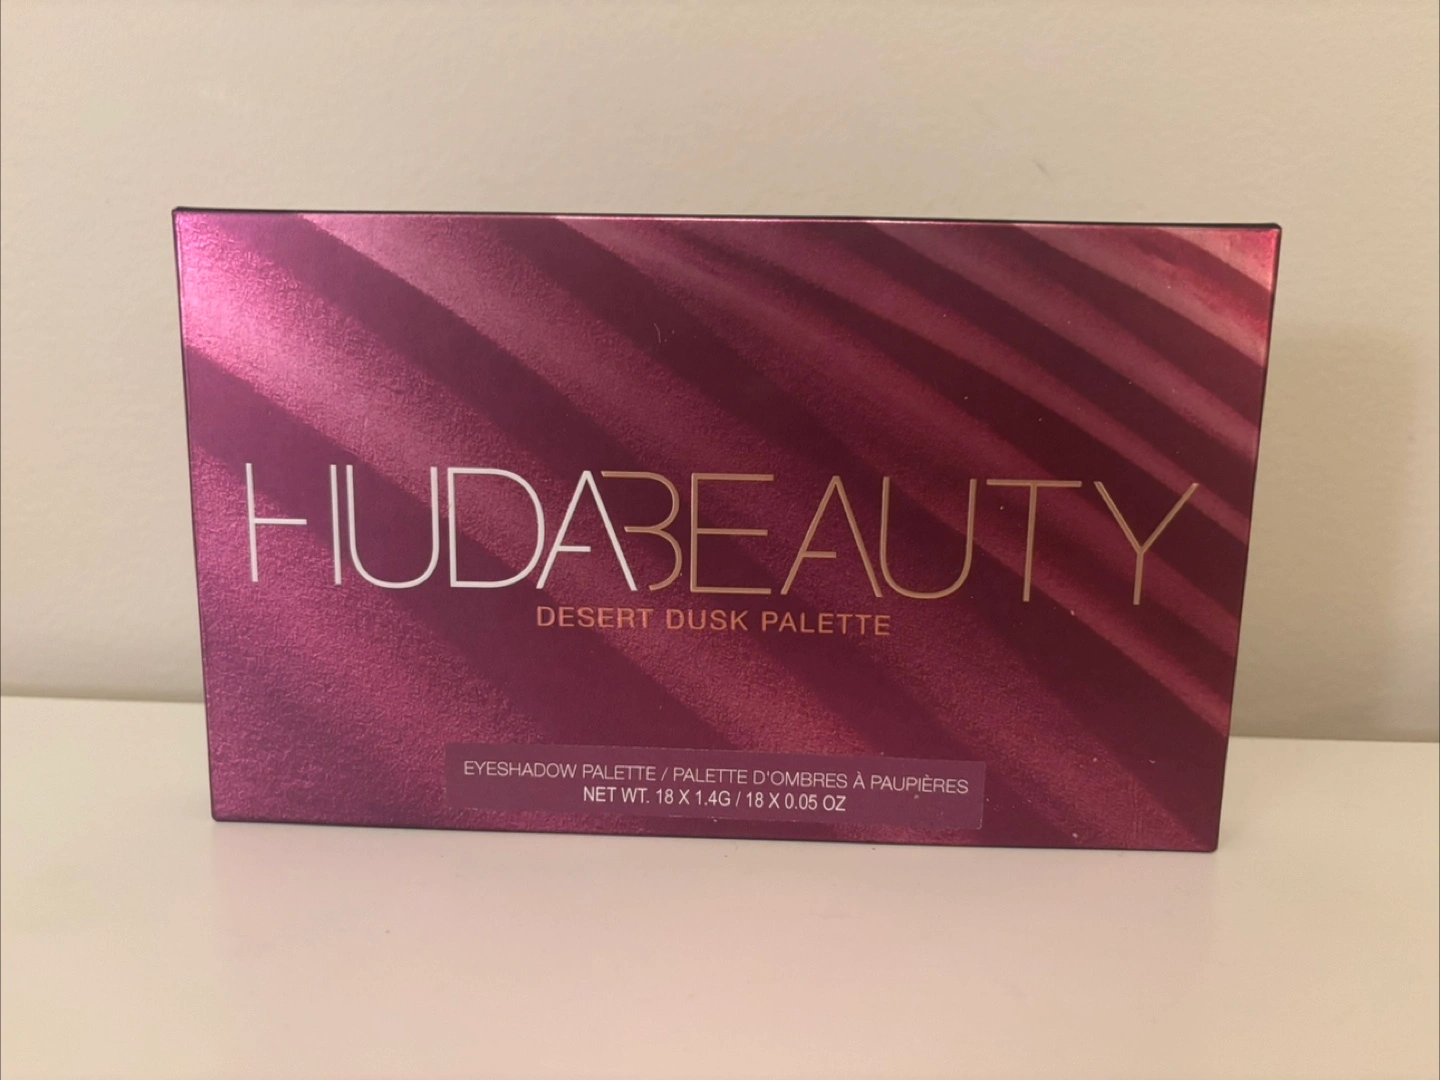 HUDABEAUTY
DESERT DUSK PALETTE
EYESHADOW PALETTE / PALETTE D'OMBRES À PAUPIÈRES
NET WT. 18 X 1.4G / 18 X 0.05 OZ